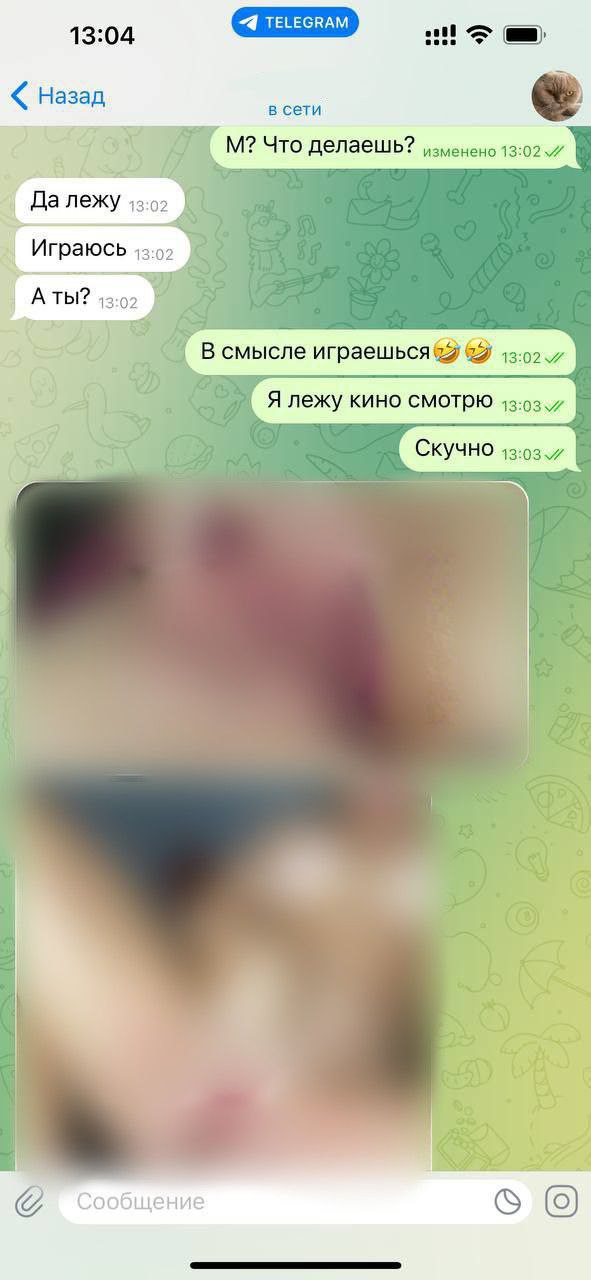 13:04
TELEGRAM
Назад
в сети
М? Что делаешь? изменено 13:02
Да лежу 13:02
Играюсь 13:02
А ты? 13:02
В смысле играешься🤣🤣 13:02
Я лежу кино смотрю 13:03
Скучно 13:03
Сообщение